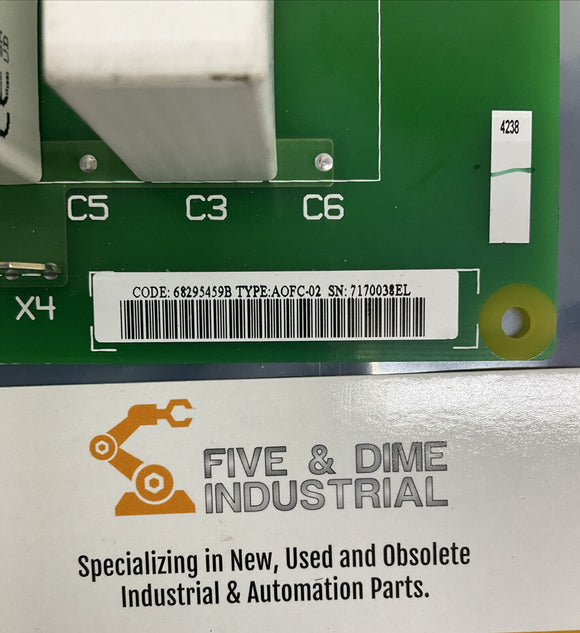 4238
C5 C3 C6
X4
CODE: 68295459B TYPE:AOFC-02 SN: 7170038EL
FIVE & DIME
INDUSTRIAL
Specializing in New, Used and Obsolete
Industrial & Automation Parts.